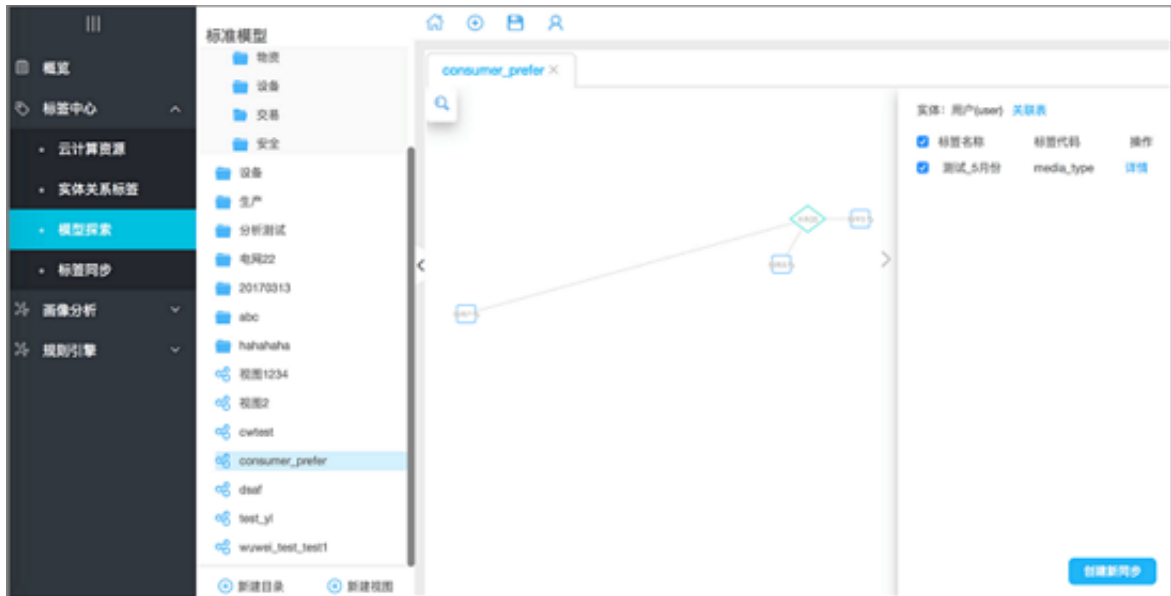 标准模型
概览
标签中心
云计算资源
实体关系标签
模型探索
标签同步
画像分析
规则引擎
物资
设备
交易
安全
设备
生产
分析测试
电网22
20170313
abc
hahahaha
视图1234
视图2
cwtest
consumer_prefer
dsaf
test_yl
wuwei_test_test1
新建目录 新建视图
consumer_prefer
实体：用户(user) 关联表
标签名称 标签代码 操作
测试_5月份 media_type 详情
创建新同步